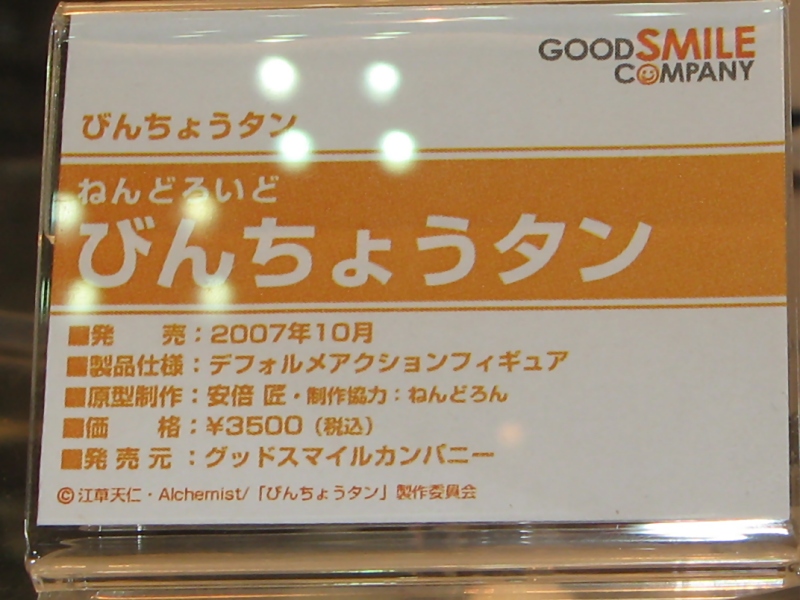 GOOD SMILE
COMPANY
びんちょうタン
ねんどろいど
びんちょうタン
■発　売：2007年10月
■製品仕様：デフォルメアクションフィギュア
■原型制作：安倍 匠・制作協力：ねんどろん
■価　格：¥3500（税込）
■発売元：グッドスマイルカンパニー
©江草天仁・Alchemist/「びんちょうタン」製作委員会